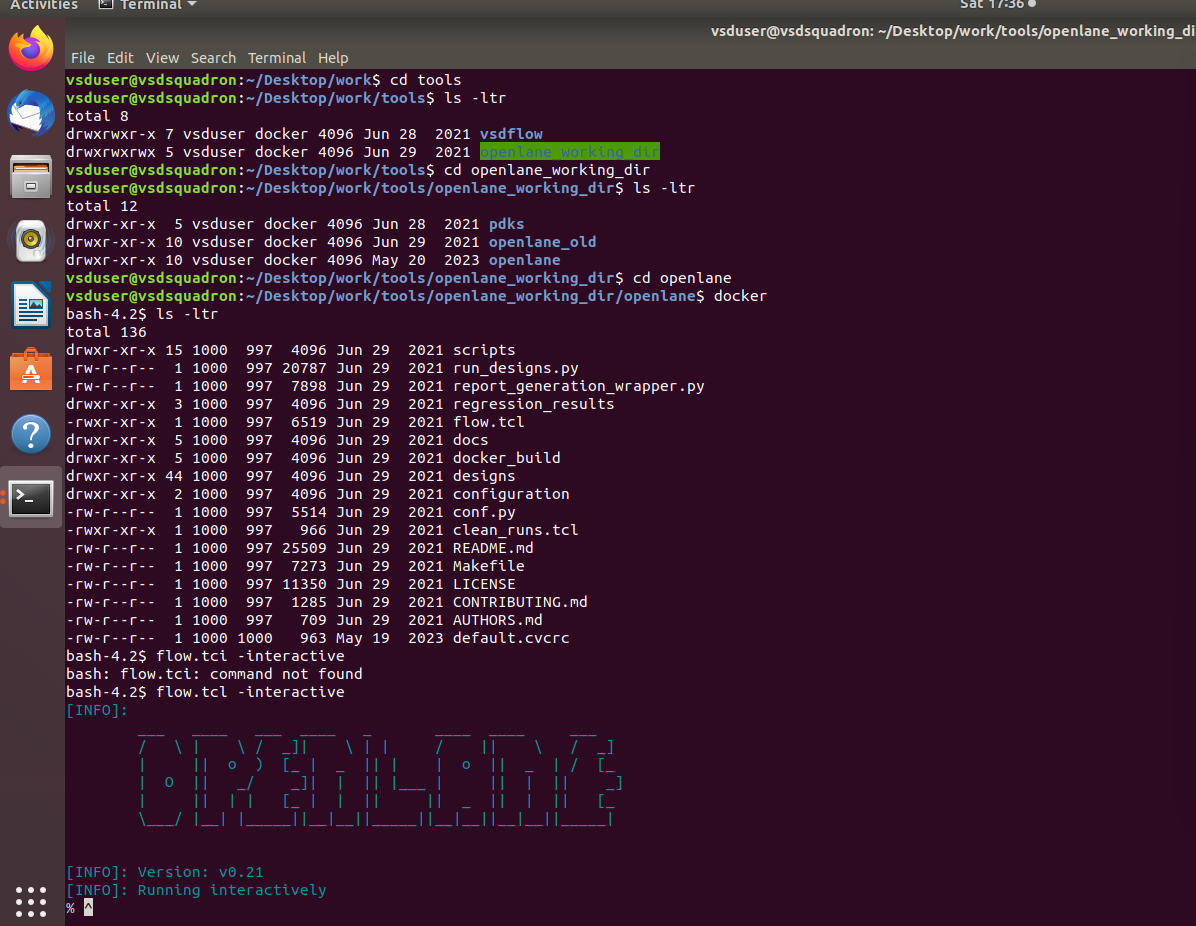 Activities Terminal Sat 17:36
vsduser@vsdsquadron: ~/Desktop/work/tools/openlane_working_di
File Edit View Search Terminal Help
vsduser@vsdsquadron:~/Desktop/work$ cd tools
vsduser@vsdsquadron:~/Desktop/work/tools$ ls -ltr
total 8
drwxrwxr-x 7 vsduser docker 4096 Jun 28  2021 vsdflow
drwxrwxrwx 5 vsduser docker 4096 Jun 29  2021 openlane_working_dir
vsduser@vsdsquadron:~/Desktop/work/tools$ cd openlane_working_dir
vsduser@vsdsquadron:~/Desktop/work/tools/openlane_working_dir$ ls -ltr
total 12
drwxr-xr-x  5 vsduser docker 4096 Jun 28  2021 pdks
drwxr-xr-x 10 vsduser docker 4096 Jun 29  2021 openlane_old
drwxr-xr-x 10 vsduser docker 4096 May 20  2023 openlane
vsduser@vsdsquadron:~/Desktop/work/tools/openlane_working_dir$ cd openlane
vsduser@vsdsquadron:~/Desktop/work/tools/openlane_working_dir/openlane$ docker
bash-4.2$ ls -ltr
total 136
drwxr-xr-x 15 1000  997  4096 Jun 29  2021 scripts
-rw-r--r--  1 1000  997 20787 Jun 29  2021 run_designs.py
-rw-r--r--  1 1000  997  7898 Jun 29  2021 report_generation_wrapper.py
drwxr-xr-x  3 1000  997  4096 Jun 29  2021 regression_results
-rwxr-xr-x  1 1000  997  6519 Jun 29  2021 flow.tcl
drwxr-xr-x  5 1000  997  4096 Jun 29  2021 docs
drwxr-xr-x  5 1000  997  4096 Jun 29  2021 docker_build
drwxr-xr-x 44 1000  997  4096 Jun 29  2021 designs
drwxr-xr-x  2 1000  997  4096 Jun 29  2021 configuration
-rw-r--r--  1 1000  997  5514 Jun 29  2021 conf.py
-rwxr-xr-x  1 1000  997   966 Jun 29  2021 clean_runs.tcl
-rw-r--r--  1 1000  997 25509 Jun 29  2021 README.md
-rw-r--r--  1 1000  997  7273 Jun 29  2021 Makefile
-rw-r--r--  1 1000  997 11350 Jun 29  2021 LICENSE
-rw-r--r--  1 1000  997  1285 Jun 29  2021 CONTRIBUTING.md
-rw-r--r--  1 1000  997   709 Jun 29  2021 AUTHORS.md
-rw-r--r--  1 1000 1000   963 May 19  2023 default.cvcrc
bash-4.2$ flow.tci -interactive
bash: flow.tci: command not found
bash-4.2$ flow.tcl -interactive
[INFO]:
OPENLANE
[INFO]: Version: v0.21
[INFO]: Running interactively
% ^